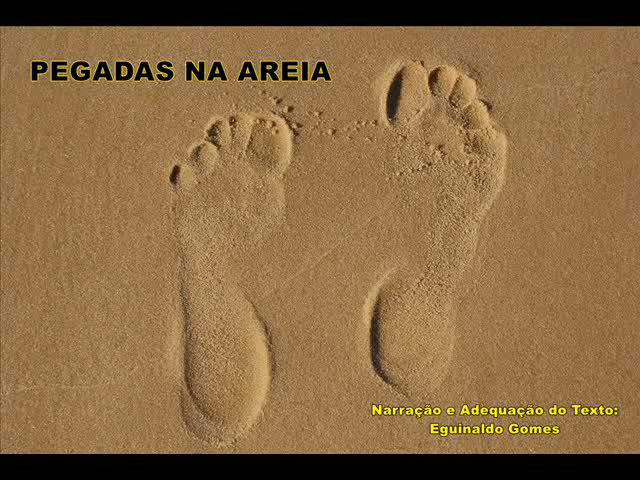 PEGADAS NA AREIA
Narração e Adequação do Texto:
Eguinaldo Gomes